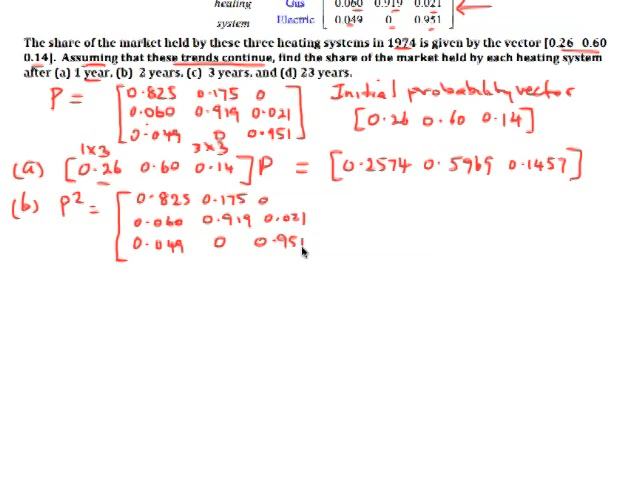 heating Gas 0.060 0.919 0.021
system Electric 0.049 0 0.951
The share of the market held by these three heating systems in 1974 is given by the vector [0.26 0.60
0.14]. Assuming that these trends continue, find the share of the market held by each heating system
after (a) 1 year, (b) 2 years, (c) 3 years, and (d) 23 years.
P = [0.825 0.175 0 Initial probability vector
0.060 0.919 0.021 [0.26 0.60 0.14]
0.049 0 0.951]
1x3 3x3
(a) [0.26 0.60 0.14] P = [0.2574 0.5969 0.1457]
(b) P² = [0.825 0.175 0
0.060 0.919 0.021
0.049 0 0.951